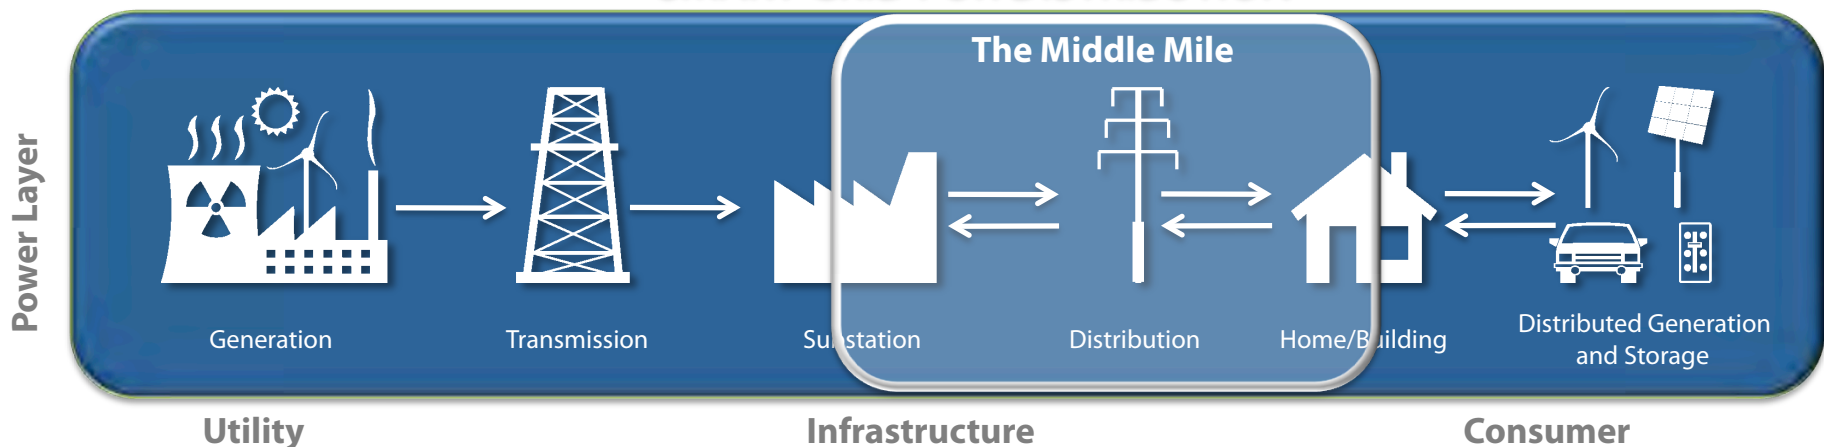 The Middle Mile
Power Layer
Generation
Transmission
Substation
Distribution
Home/Building
Distributed Generation
and Storage
Utility
Infrastructure
Consumer